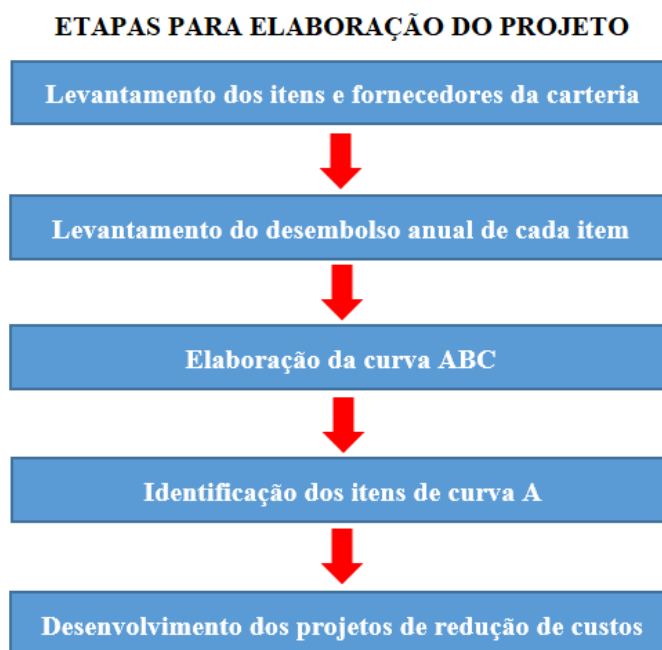 ETAPAS PARA ELABORAÇÃO DO PROJETO
Levantamento dos itens e fornecedores da carteria
Levantamento do desembolso anual de cada item
Elaboração da curva ABC
Identificação dos itens de curva A
Desenvolvimento dos projetos de redução de custos